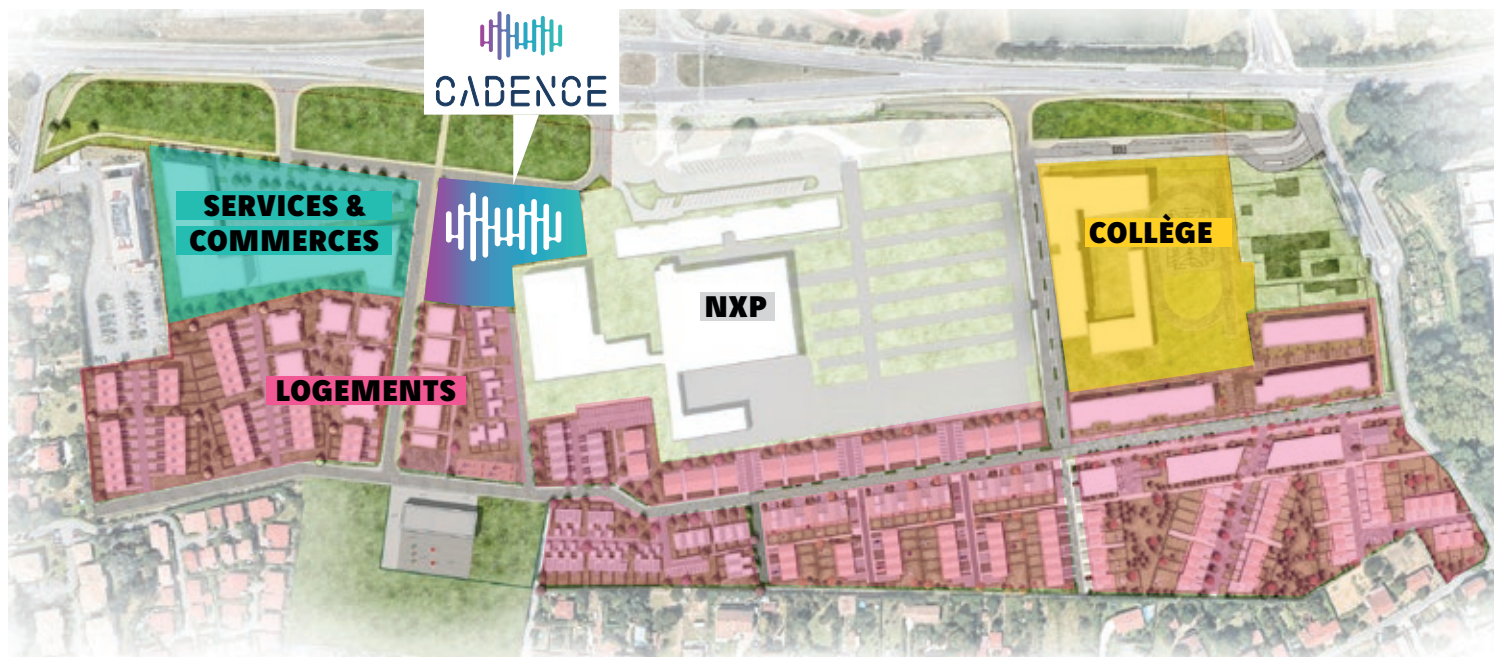 CADENCE
SERVICES &
COMMERCES
COLLÈGE
NXP
LOGEMENTS